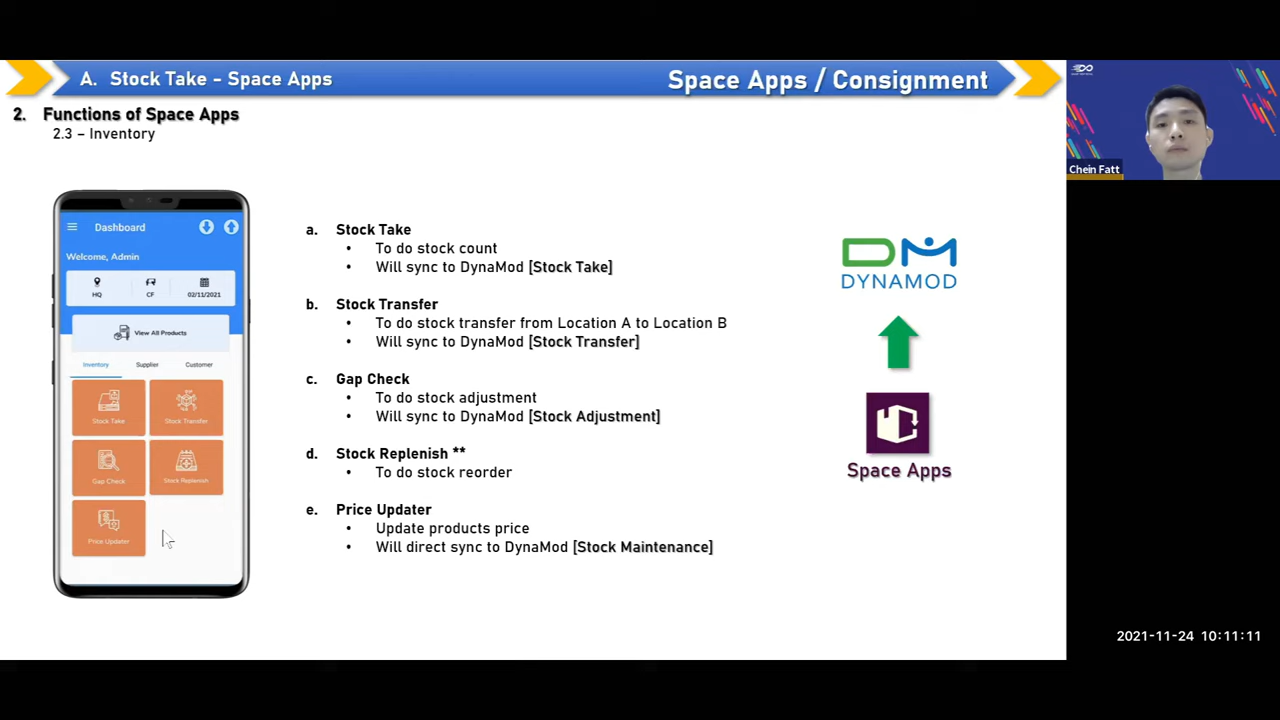 A. Stock Take - Space Apps
Space Apps / Consignment
2. Functions of Space Apps
2.3 – Inventory
Dashboard
Welcome, Admin
HQ
CF
02/11/2021
View All Products
Inventory
Supplier
Customer
Stock Take
Stock Transfer
Gap Check
Stock Replenish
Price Updater
a. Stock Take
• To do stock count
• Will sync to DynaMod [Stock Take]
b. Stock Transfer
• To do stock transfer from Location A to Location B
• Will sync to DynaMod [Stock Transfer]
c. Gap Check
• To do stock adjustment
• Will sync to DynaMod [Stock Adjustment]
d. Stock Replenish **
• To do stock reorder
e. Price Updater
• Update products price
• Will direct sync to DynaMod [Stock Maintenance]
DM
DYNAMOD
Space Apps
Chein Fatt
2021-11-24 10:11:11